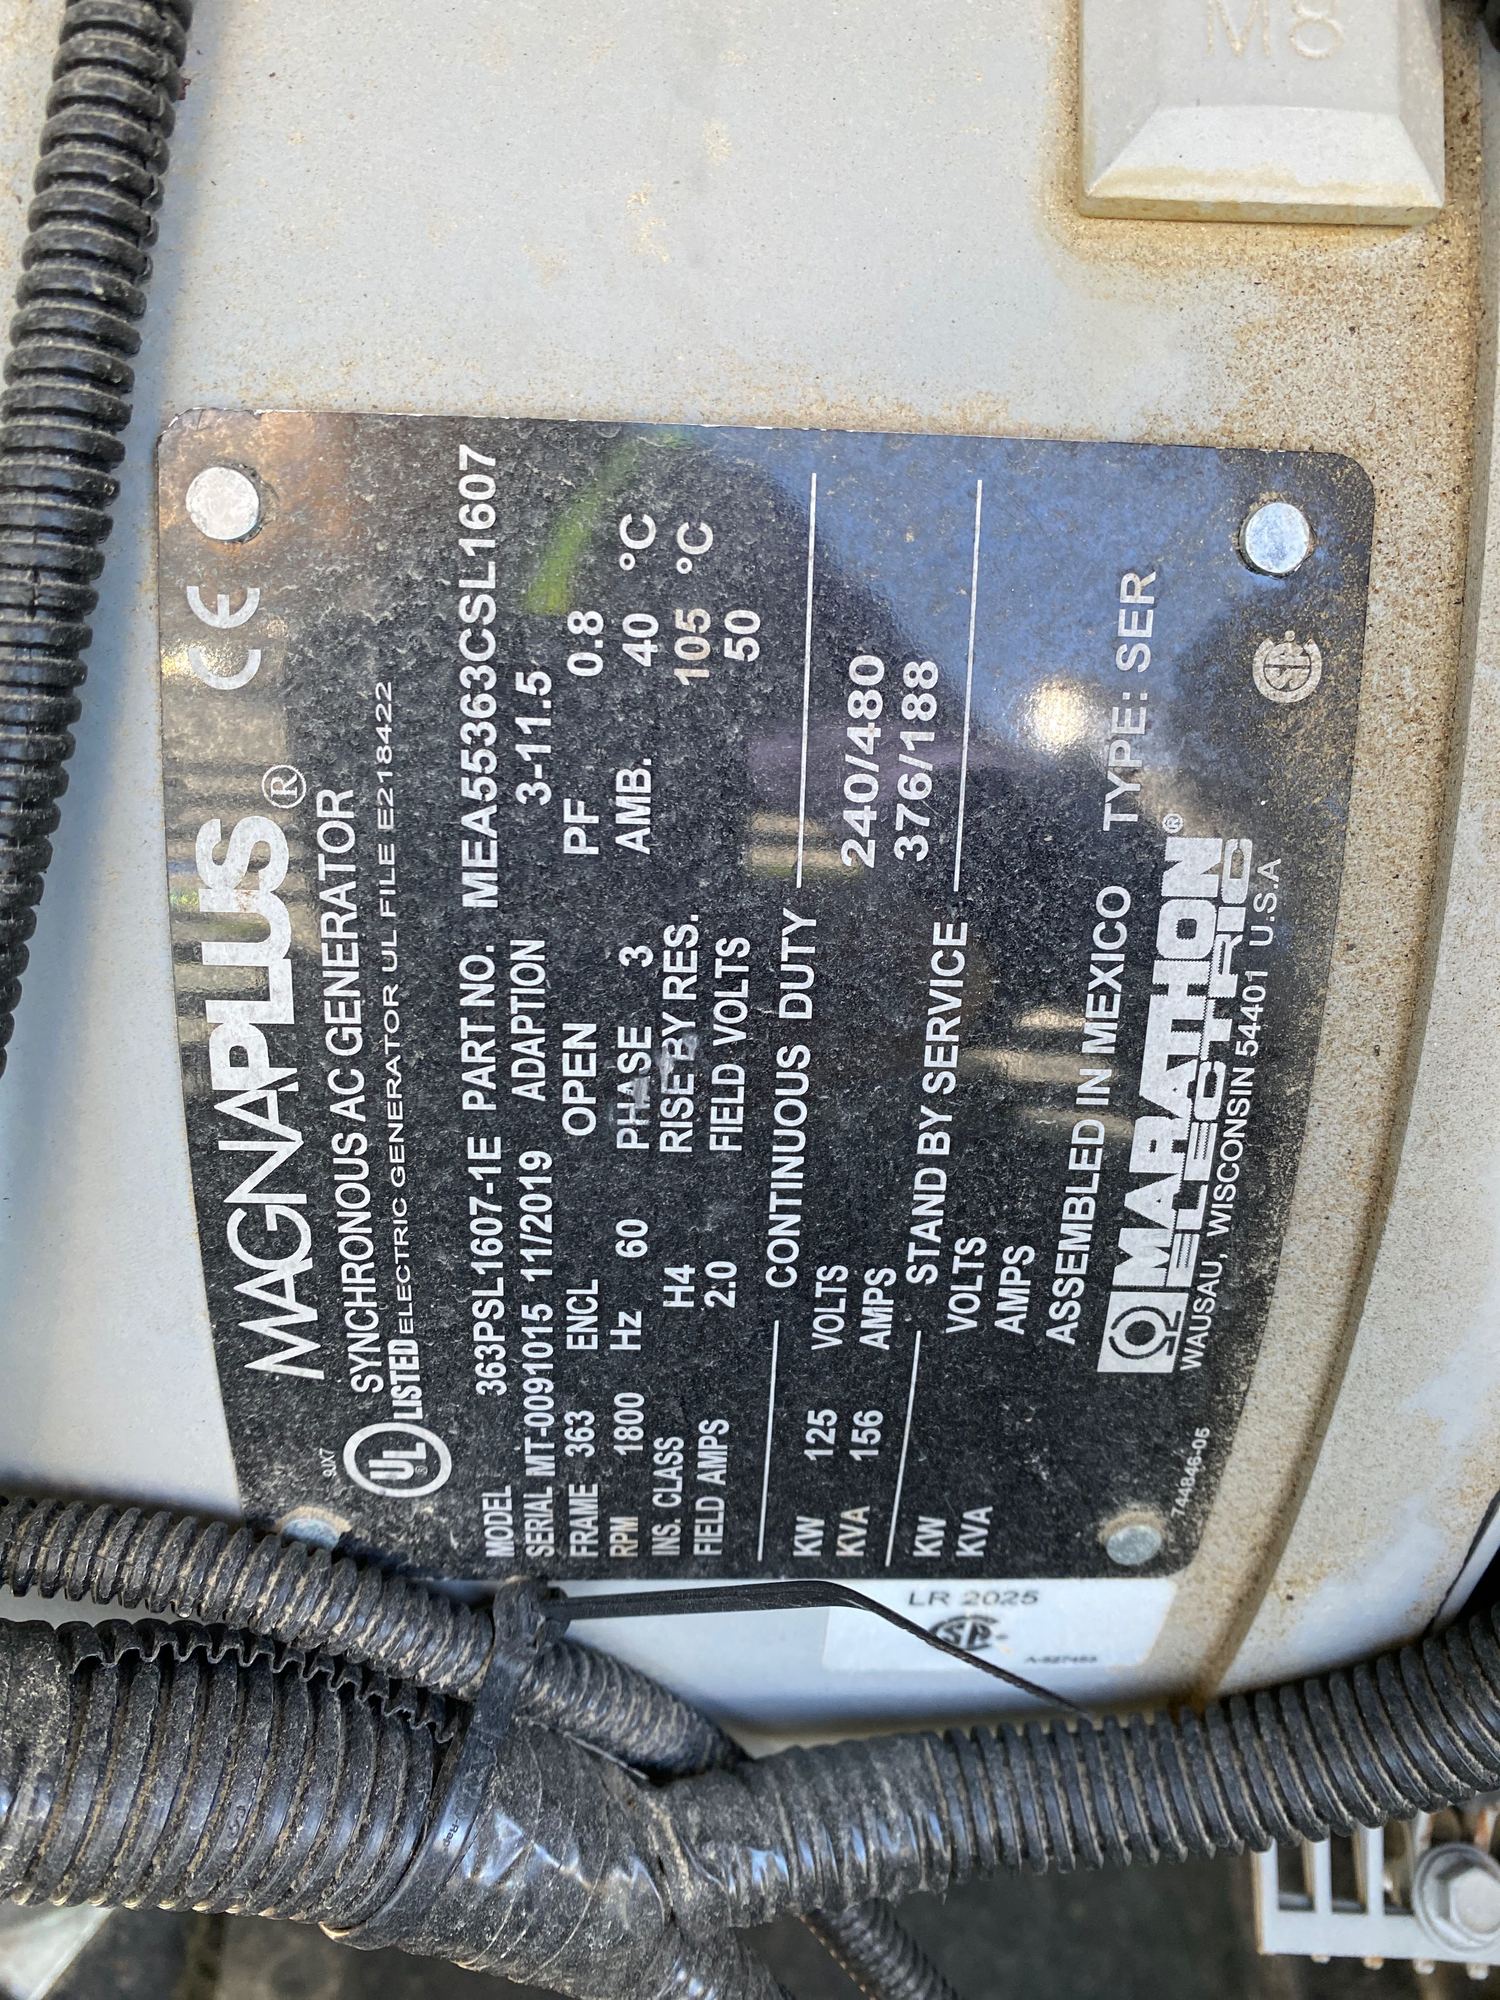 M8
CE
MAGNAPLUS®
SYNCHRONOUS AC GENERATOR
UL LISTED ELECTRIC GENERATOR UL FILE E218422
MODEL 363PSL1607-1E PART NO. MEA55363CSL1607
SERIAL MT-0091015 11/2019 ADAPTION 3-11.5
FRAME 363 ENCL OPEN PF 0.8
RPM 1800 Hz 60 PHASE 3 AMB. 40 °C
INS. CLASS H4 RISE BY RES. 105 °C
FIELD AMPS 2.0 FIELD VOLTS 50
CONTINUOUS DUTY
KW 125 VOLTS 240/480
KVA 156 AMPS 376/188
STAND BY SERVICE
KW VOLTS
KVA AMPS
ASSEMBLED IN MEXICO TYPE: SER
MARATHON®
ELECTRIC
WAUSAU, WISCONSIN 54401 U.S.A
744846-05
LR 2025